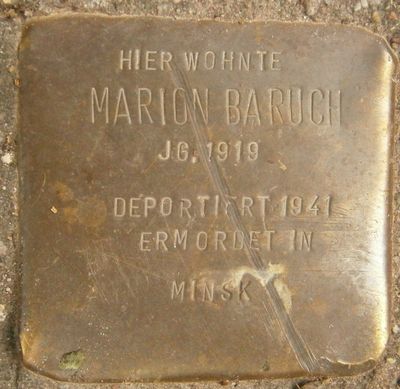 HIER WOHNTE
MARION BARUCH
JG. 1919
DEPORTIERT 1941
ERMORDET IN
MINSK